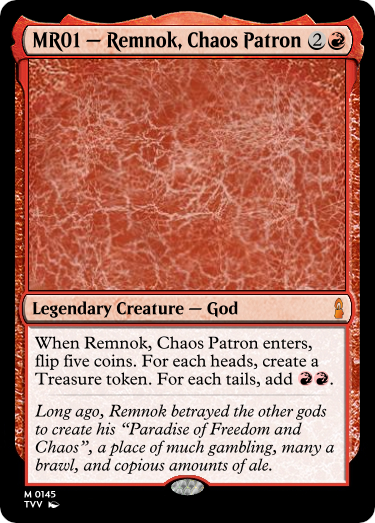 MR01 — Remnok, Chaos Patron 2
Legendary Creature — God
When Remnok, Chaos Patron enters,
flip five coins. For each heads, create a
Treasure token. For each tails, add .
Long ago, Remnok betrayed the other gods
to create his “Paradise of Freedom and
Chaos”, a place of much gambling, many a
brawl, and copious amounts of ale.
M 0145
TVV